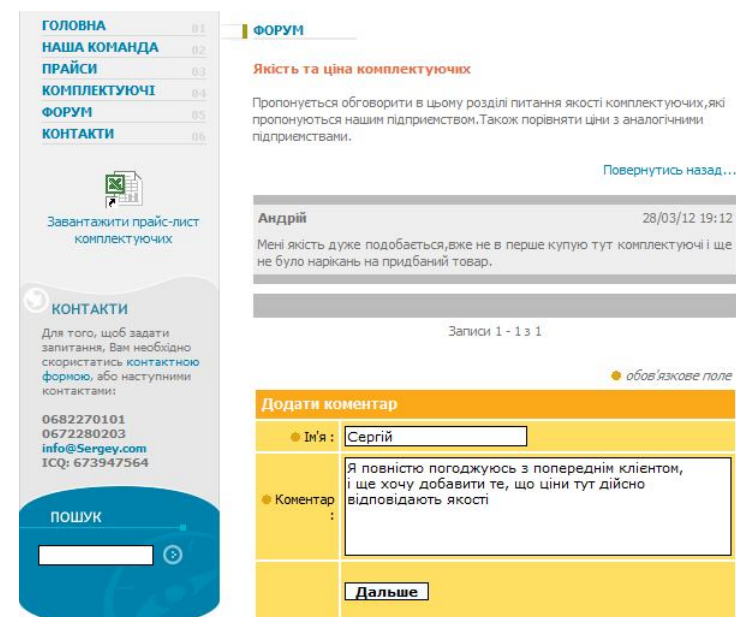 ГОЛОВНА 01
НАША КОМАНДА 02
ПРАЙСИ 03
КОМПЛЕКТУЮЧІ 04
ФОРУМ 05
КОНТАКТИ 06
Завантажити прайс-лист
комплектуючих
КОНТАКТИ
Для того, щоб задати
запитання, Вам необхідно
скористатись контактною
формою, або наступними
контактами:
0682270101
0672280203
info@Sergey.com
ICQ: 673947564
ПОШУК
ФОРУМ
Якість та ціна комплектуючих
Пропонується обговорити в цьому розділі питання якості комплектуючих,які
пропонуються нашим підприемством.Також порівняти ціни з аналогічними
підприемствами.
Повернутись назад...
Андрій 28/03/12 19:12
Мені якість дуже подобається,вже не в перше купую тут комплектуючі і ще
не було нарікань на придбаний товар.
Записи 1 - 1 з 1
обов'язкове поле
Додати коментар
Ім'я : Сергій
Коментар
:
Я повністю погоджуюсь з попереднім клієнтом,
і ще хочу добавити те, що ціни тут дійсно
відповідають якості
Дальше